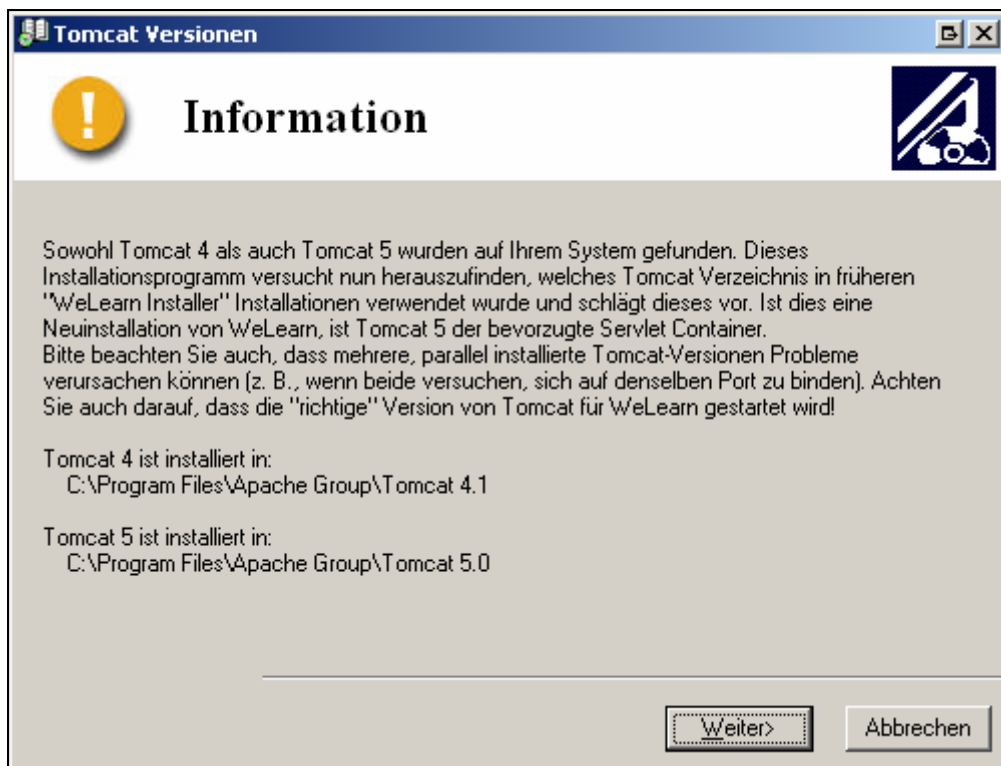 Tomcat Versionen
Information
Sowohl Tomcat 4 als auch Tomcat 5 wurden auf Ihrem System gefunden. Dieses
Installationsprogramm versucht nun herauszufinden, welches Tomcat Verzeichnis in früheren
"WeLearn Installer" Installationen verwendet wurde und schlägt dieses vor. Ist dies eine
Neuinstallation von WeLearn, ist Tomcat 5 der bevorzugte Servlet Container.
Bitte beachten Sie auch, dass mehrere, parallel installierte Tomcat-Versionen Probleme
verursachen können (z. B., wenn beide versuchen, sich auf denselben Port zu binden). Achten
Sie auch darauf, dass die "richtige" Version von Tomcat für WeLearn gestartet wird!
Tomcat 4 ist installiert in:
C:\Program Files\Apache Group\Tomcat 4.1
Tomcat 5 ist installiert in:
C:\Program Files\Apache Group\Tomcat 5.0
Weiter> Abbrechen